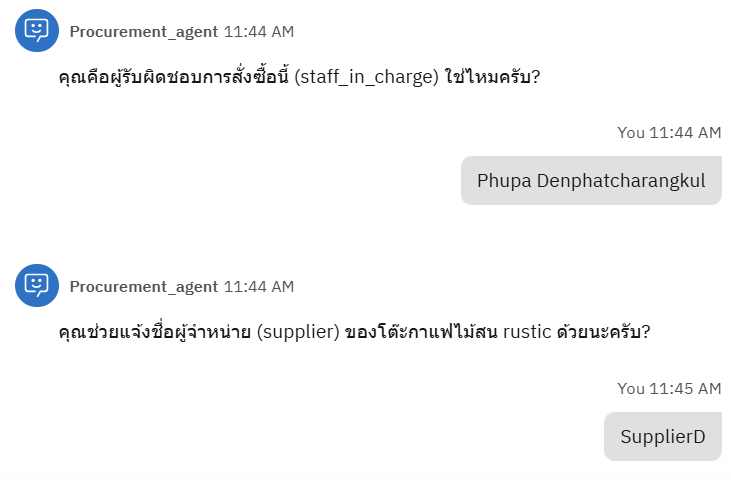 Procurement_agent 11:44 AM
คุณคือผู้รับผิดชอบการสั่งซื้อนี้ (staff_in_charge) ใช่ไหมครับ?
You 11:44 AM
Phupa Denphatcharangkul
Procurement_agent 11:44 AM
คุณช่วยแจ้งชื่อผู้จำหน่าย (supplier) ของโต๊ะกาแฟไม้สน rustic ด้วยนะครับ?
You 11:45 AM
SupplierD